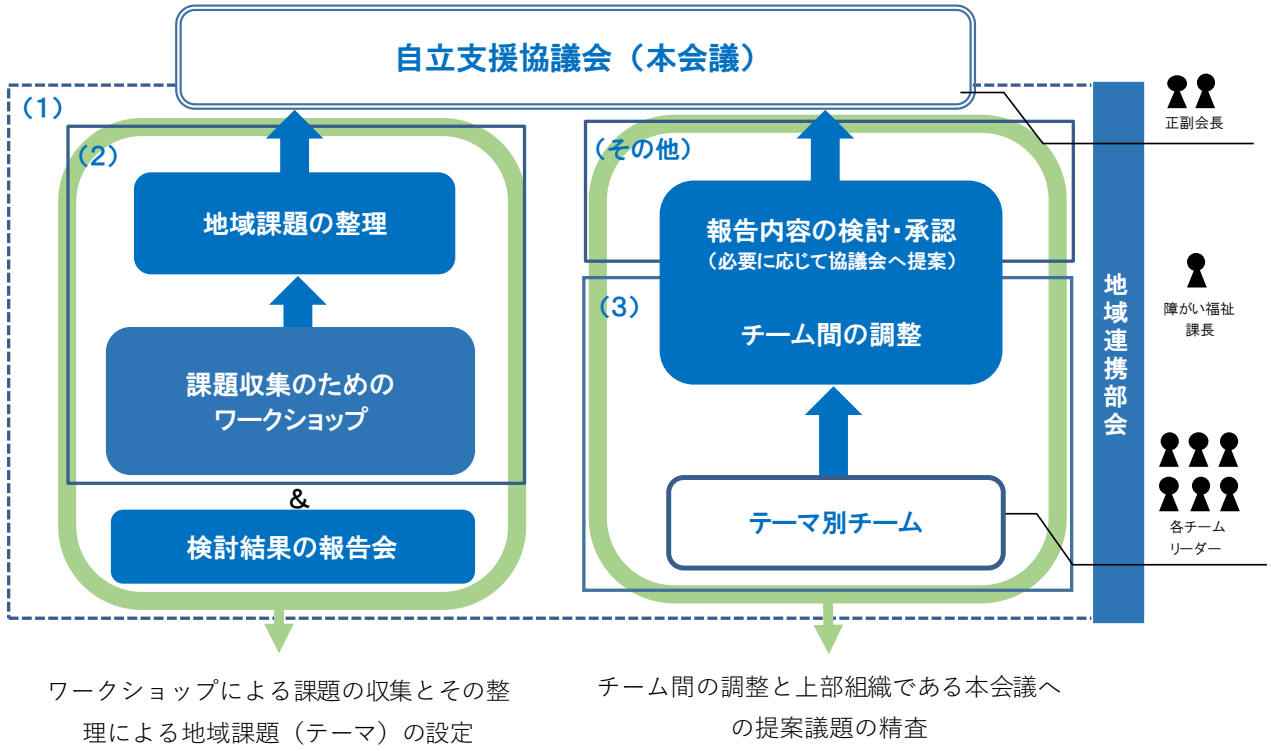 自立支援協議会（本会議）
(1)
(2)
地域課題の整理
課題収集のための
ワークショップ
&
検討結果の報告会
(その他)
報告内容の検討・承認
（必要に応じて協議会へ提案）
(3)
チーム間の調整
テーマ別チーム
地域連携部会
正副会長
障がい福祉
課長
各チーム
リーダー
ワークショップによる課題の収集とその整
理による地域課題（テーマ）の設定
チーム間の調整と上部組織である本会議へ
の提案議題の精査